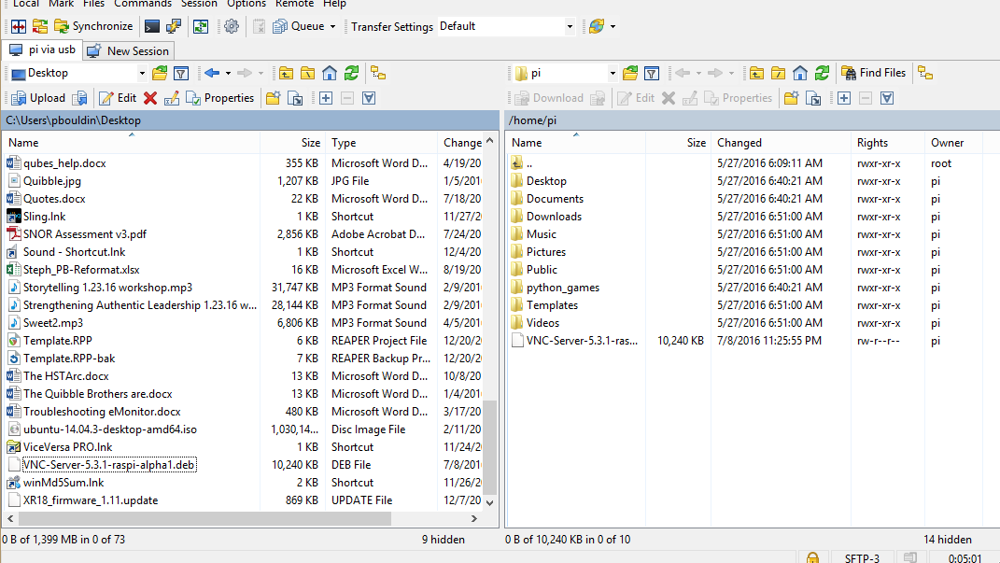 Local Mark Files Commands Session Options Remote Help
Synchronize Queue Transfer Settings Default
pi via usb New Session
Desktop pi Find Files
Upload Edit Properties Download Edit Properties
C:\Users\pbouldin\Desktop /home/pi
Name Size Type Change Name Size Changed Rights Owner
qubes_help.docx 355 KB Microsoft Word D... 4/19/20 .. 5/27/2016 6:09:11 AM rwxr-xr-x root
Quibble.jpg 1,207 KB JPG File 1/5/201 Desktop 5/27/2016 6:40:21 AM rwxr-xr-x pi
Quotes.docx 22 KB Microsoft Word D... 7/18/20 Documents 5/27/2016 6:40:21 AM rwxr-xr-x pi
Sling.lnk 1 KB Shortcut 11/27/2 Downloads 5/27/2016 6:51:00 AM rwxr-xr-x pi
SNOR Assessment v3.pdf 2,856 KB Adobe Acrobat D... 7/24/20 Music 5/27/2016 6:51:00 AM rwxr-xr-x pi
Sound - Shortcut.lnk 1 KB Shortcut 12/4/20 Pictures 5/27/2016 6:51:00 AM rwxr-xr-x pi
Steph_PB-Reformat.xlsx 16 KB Microsoft Excel W... 8/19/20 Public 5/27/2016 6:51:00 AM rwxr-xr-x pi
Storytelling 1.23.16 workshop.mp3 31,747 KB MP3 Format Sound 2/9/201 python_games 5/27/2016 6:40:21 AM rwxr-xr-x pi
Strengthening Authentic Leadership 1.23.16 w... 28,144 KB MP3 Format Sound 2/9/201 Templates 5/27/2016 6:51:00 AM rwxr-xr-x pi
Sweet2.mp3 6,806 KB MP3 Format Sound 4/5/201 Videos 5/27/2016 6:51:00 AM rwxr-xr-x pi
Template.RPP 6 KB REAPER Project File 12/20/2 VNC-Server-5.3.1-ras... 10,240 KB 7/8/2016 11:25:55 PM rw-r--r-- pi
Template.RPP-bak 7 KB REAPER Backup Pr... 12/20/2
The HSTArc.docx 13 KB Microsoft Word D... 10/8/20
The Quibble Brothers are.docx 13 KB Microsoft Word D... 1/4/201
Troubleshooting eMonitor.docx 480 KB Microsoft Word D... 3/17/20
ubuntu-14.04.3-desktop-amd64.iso 1,030,14... Disc Image File 2/11/20
ViceVersa PRO.lnk 1 KB Shortcut 11/24/2
VNC-Server-5.3.1-raspi-alpha1.deb 10,240 KB DEB File 7/8/201
winMd5Sum.lnk 2 KB Shortcut 11/26/2
XR18_firmware_1.11.update 869 KB UPDATE File 12/7/20
0 B of 1,399 MB in 0 of 73 9 hidden 0 B of 10,240 KB in 0 of 10 14 hidden
SFTP-3 0:05:01